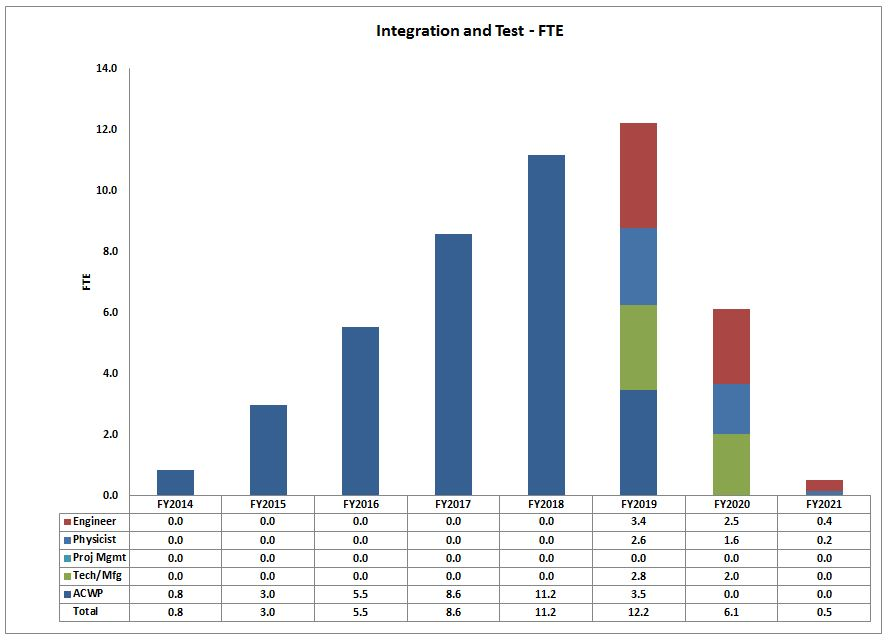 Integration and Test - FTE
14.0
12.0
10.0
8.0
6.0
4.0
2.0
0.0
FTE
FY2014 FY2015 FY2016 FY2017 FY2018 FY2019 FY2020 FY2021
Engineer 0.0 0.0 0.0 0.0 0.0 3.4 2.5 0.4
Physicist 0.0 0.0 0.0 0.0 0.0 2.6 1.6 0.2
Proj Mgmt 0.0 0.0 0.0 0.0 0.0 0.0 0.0 0.0
Tech/Mfg 0.0 0.0 0.0 0.0 0.0 2.8 2.0 0.0
ACWP 0.8 3.0 5.5 8.6 11.2 3.5 0.0 0.0
Total 0.8 3.0 5.5 8.6 11.2 12.2 6.1 0.5